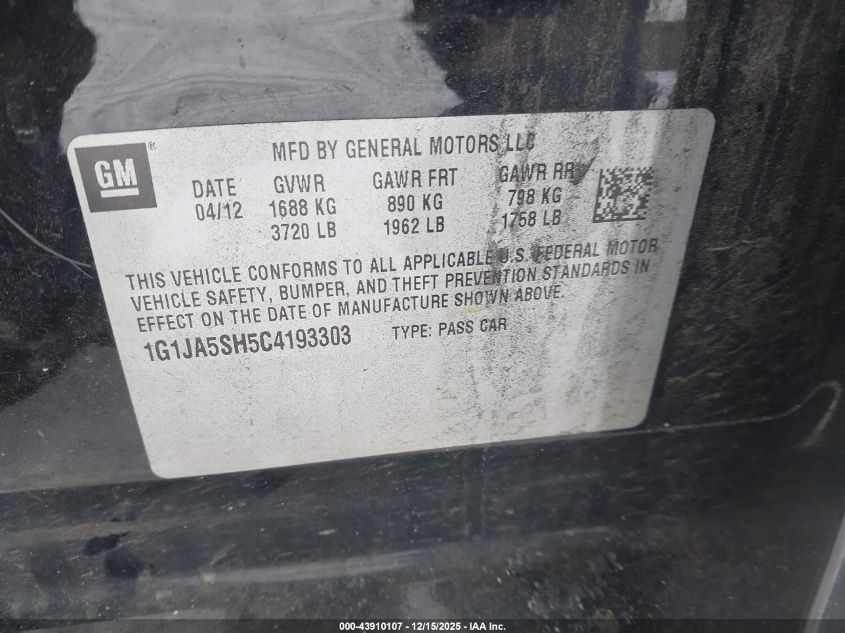 GM ®
MFD BY GENERAL MOTORS LLC
DATE GVWR GAWR FRT GAWR RR
04/12 1688 KG 890 KG 798 KG
3720 LB 1962 LB 1758 LB
THIS VEHICLE CONFORMS TO ALL APPLICABLE U.S. FEDERAL MOTOR
VEHICLE SAFETY, BUMPER, AND THEFT PREVENTION STANDARDS IN
EFFECT ON THE DATE OF MANUFACTURE SHOWN ABOVE.
1G1JA5SH5C4193303 TYPE: PASS CAR
000-43910107 - 12/15/2025 - IAA Inc.